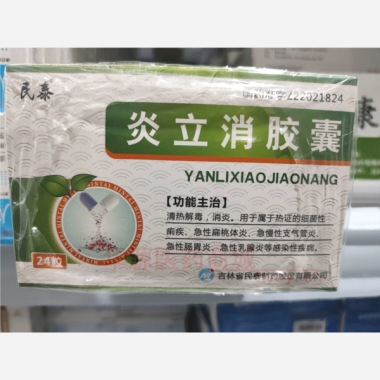 民泰
国药准字Z22021824
炎立消胶囊
YANLIXIAOJIAONANG
【功能主治】
清热解毒，消炎。用于属于热证的细菌性
痢疾、急性扁桃体炎、急慢性支气管炎、
急性肠胃炎、急性乳腺炎等感染性疾病。
24粒
吉林省民泰制药股份有限公司